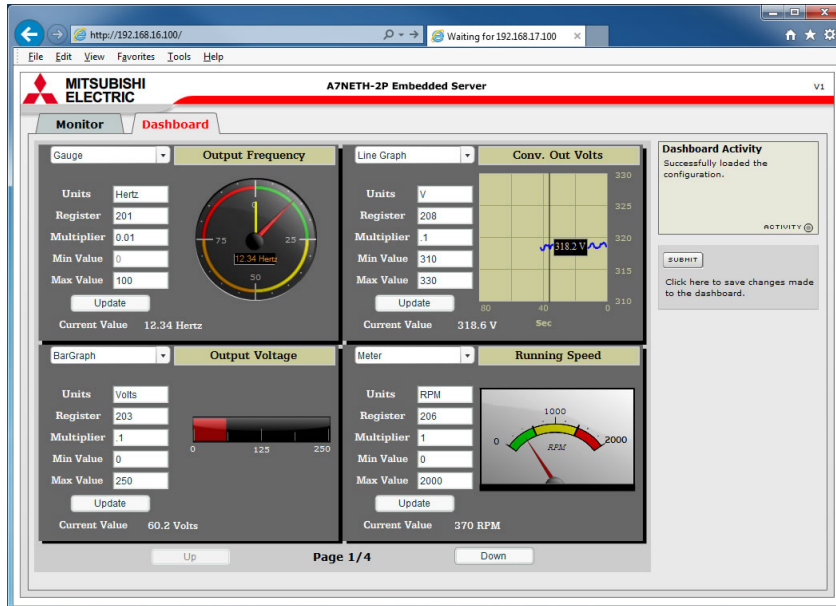 http://192.168.16.100/
Waiting for 192.168.17.100
File Edit View Favorites Tools Help
MITSUBISHI
ELECTRIC
A7NETH-2P Embedded Server
V1
Monitor
Dashboard
Gauge
Output Frequency
Units Hertz
Register 201
Multiplier 0.01
Min Value 0
Max Value 100
Update
Current Value 12.34 Hertz
0
75
25
12.34 Hertz
50
Line Graph
Conv. Out Volts
Units V
Register 208
Multiplier .1
Min Value 310
Max Value 330
Update
Current Value 318.6 V
330
325
320
315
310
318.2 V
80 40 0
Sec
BarGraph
Output Voltage
Units Volts
Register 203
Multiplier .1
Min Value 0
Max Value 250
Update
Current Value 60.2 Volts
0 125 250
Meter
Running Speed
Units RPM
Register 206
Multiplier 1
Min Value 0
Max Value 2000
Update
Current Value 370 RPM
1000
0 2000
RPM
Up
Page 1/4
Down
Dashboard Activity
Successfully loaded the
configuration.
ACTIVITY
SUBMIT
Click here to save changes made
to the dashboard.